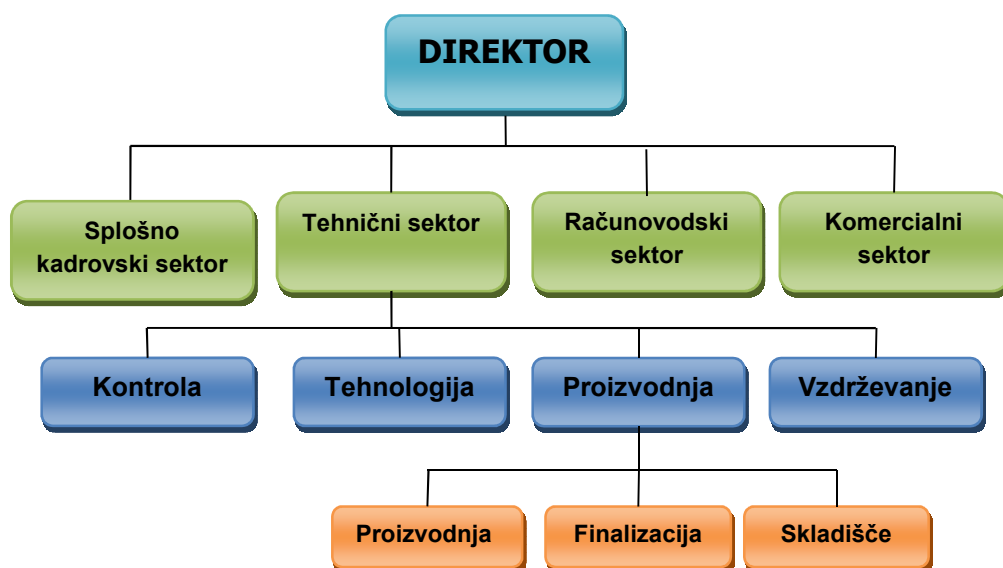 DIREKTOR
Splošno
kadrovski sektor
Tehnični sektor
Računovodski
sektor
Komercialni
sektor
Kontrola
Tehnologija
Proizvodnja
Vzdrževanje
Proizvodnja
Finalizacija
Skladišče